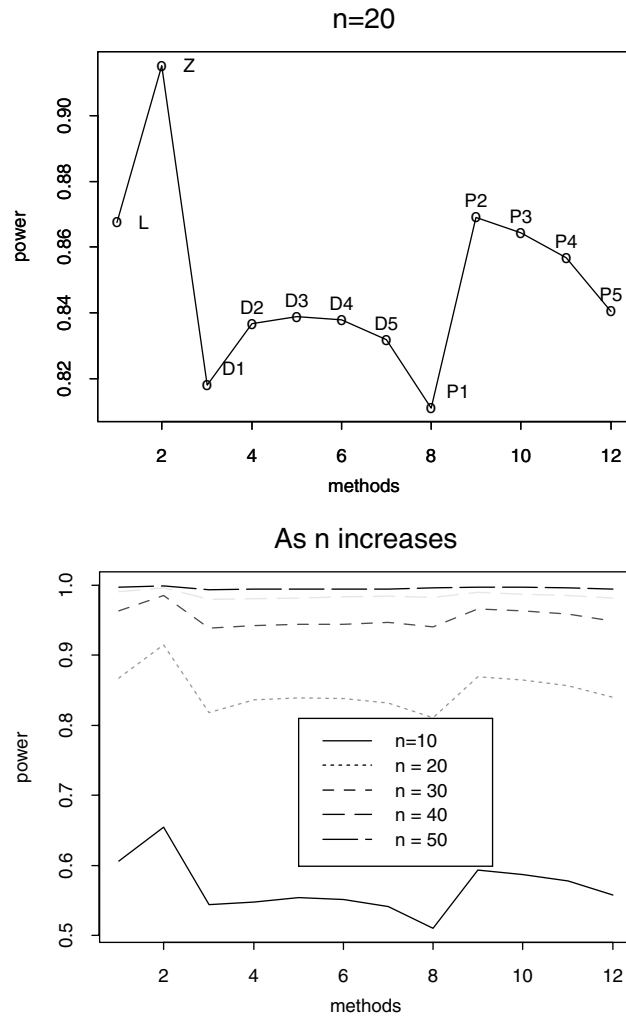 n=20
power
0.90
0.88
0.86
0.84
0.82
Z
L
D1
D2
D3
D4
D5
P1
P2
P3
P4
P5
2 4 6 8 10 12
methods
As n increases
power
1.0
0.9
0.8
0.7
0.6
0.5
n=10
n = 20
n = 30
n = 40
n = 50
2 4 6 8 10 12
methods